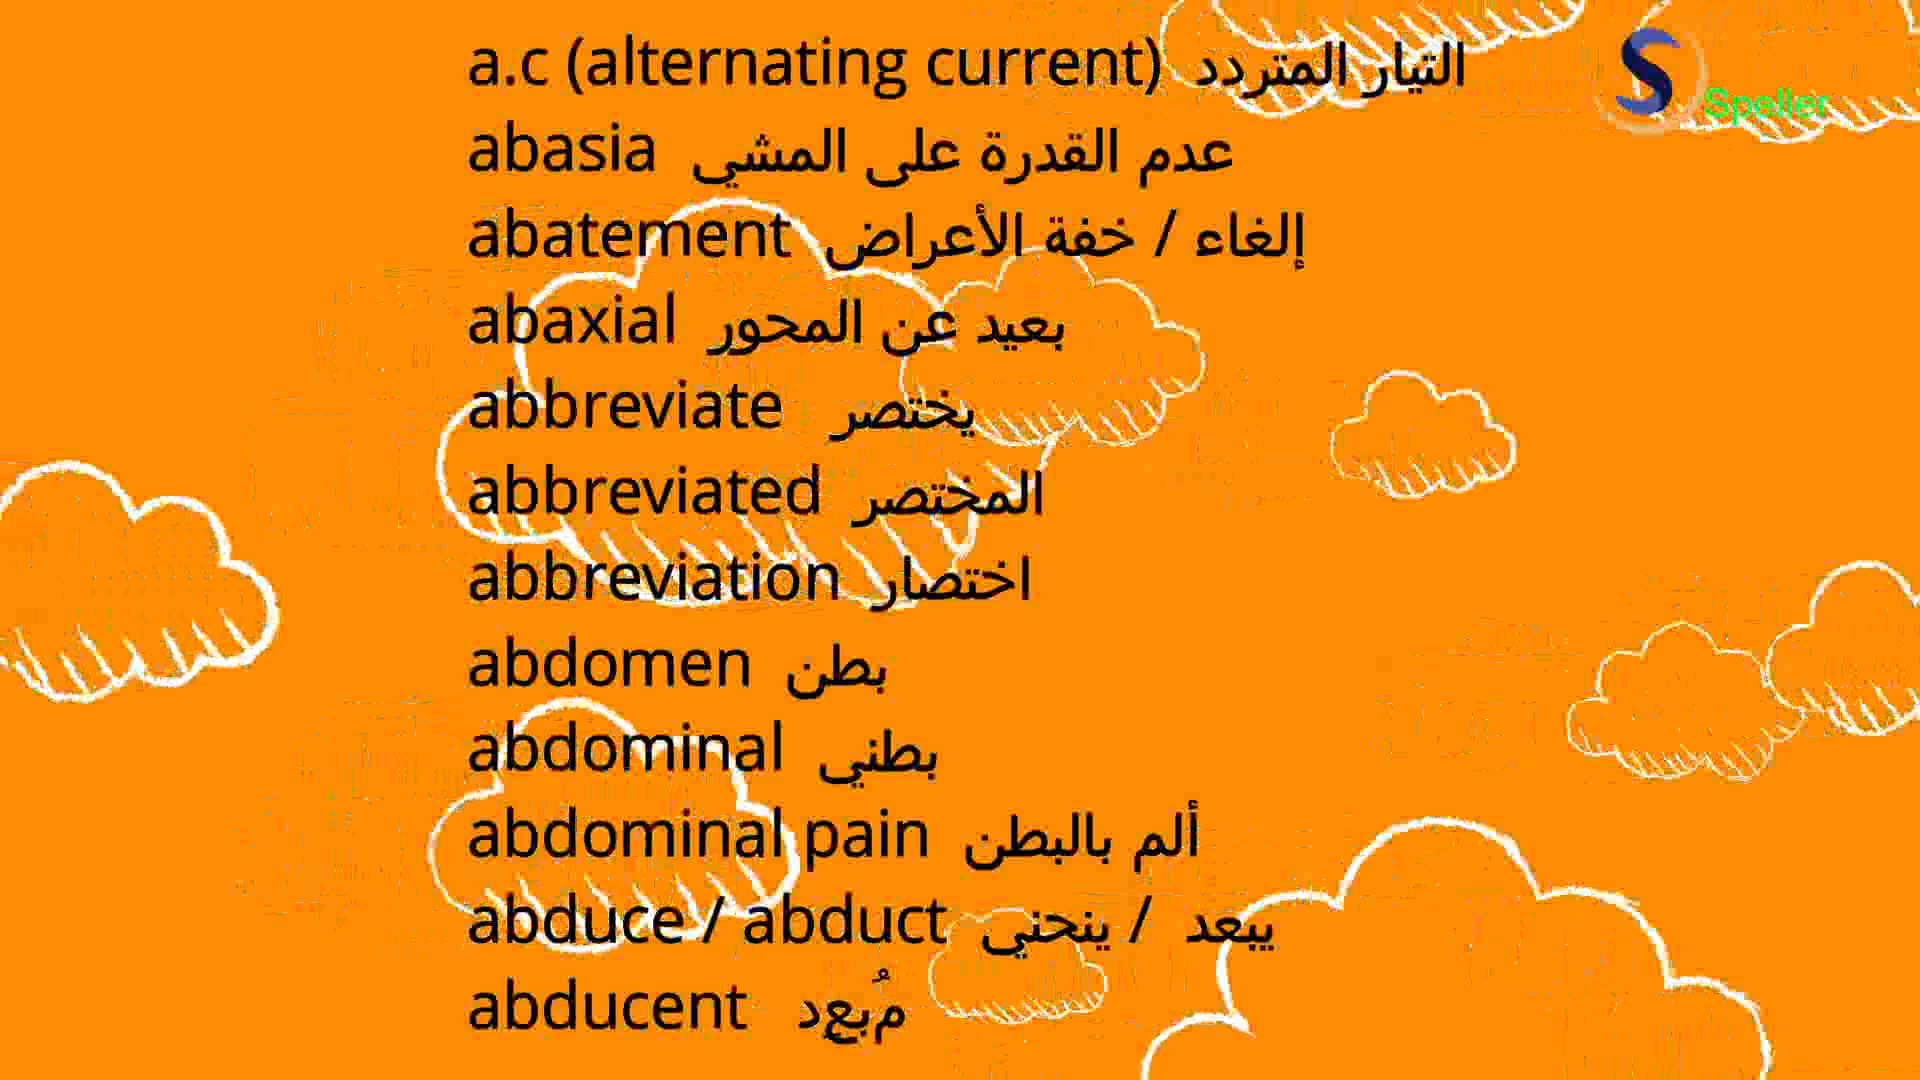 a.c (alternating current) التيار المتردد
Speller
abasia عدم القدرة على المشي
abatement إلغاء / خفة الأعراض
abaxial بعيد عن المحور
abbreviate يختصر
abbreviated المختصر
abbreviation اختصار
abdomen بطن
abdominal بطني
abdominal pain ألم بالبطن
abduce / abduct يبعد / ينحني
abducent مُبعِد